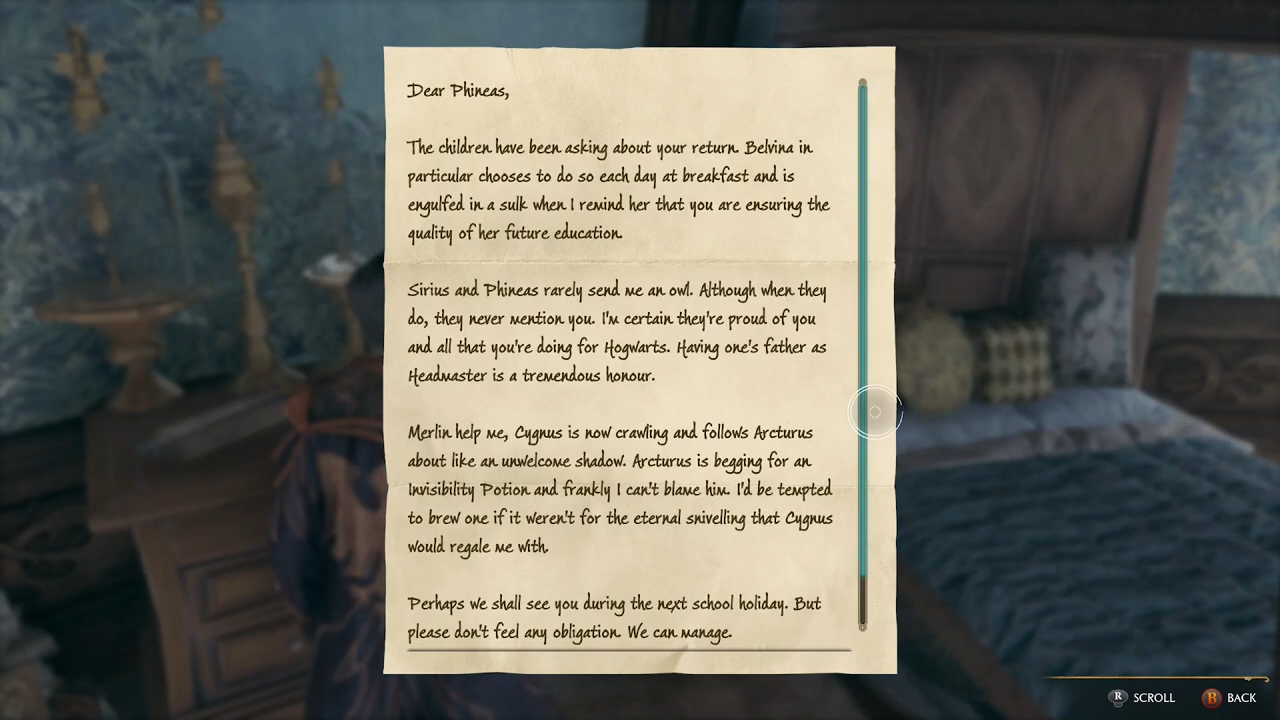 Dear Phineas,
The children have been asking about your return. Belvina in
particular chooses to do so each day at breakfast and is
engulfed in a sulk when I remind her that you are ensuring the
quality of her future education.
Sirius and Phineas rarely send me an owl. Although when they
do, they never mention you. I'm certain they're proud of you
and all that you're doing for Hogwarts. Having one's father as
Headmaster is a tremendous honour.
Merlin help me, Cygnus is now crawling and follows Arcturus
about like an unwelcome shadow. Arcturus is begging for an
Invisibility Potion and frankly I can't blame him. I'd be tempted
to brew one if it weren't for the eternal snivelling that Cygnus
would regale me with.
Perhaps we shall see you during the next school holiday. But
please don't feel any obligation. We can manage.
R SCROLL B BACK